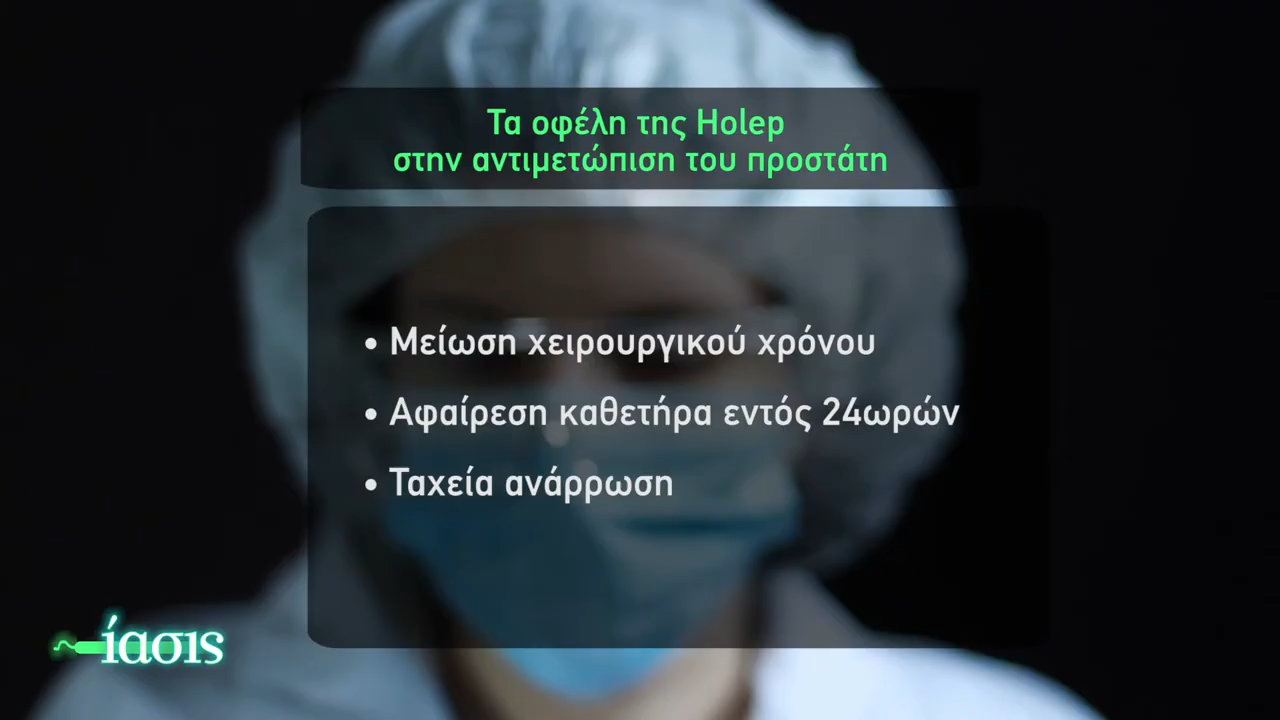 Τα οφέλη της Holep
στην αντιμετώπιση του προστάτη
• Μείωση χειρουργικού χρόνου
• Αφαίρεση καθετήρα εντός 24ωρών
• Ταχεία ανάρρωση
ίασις